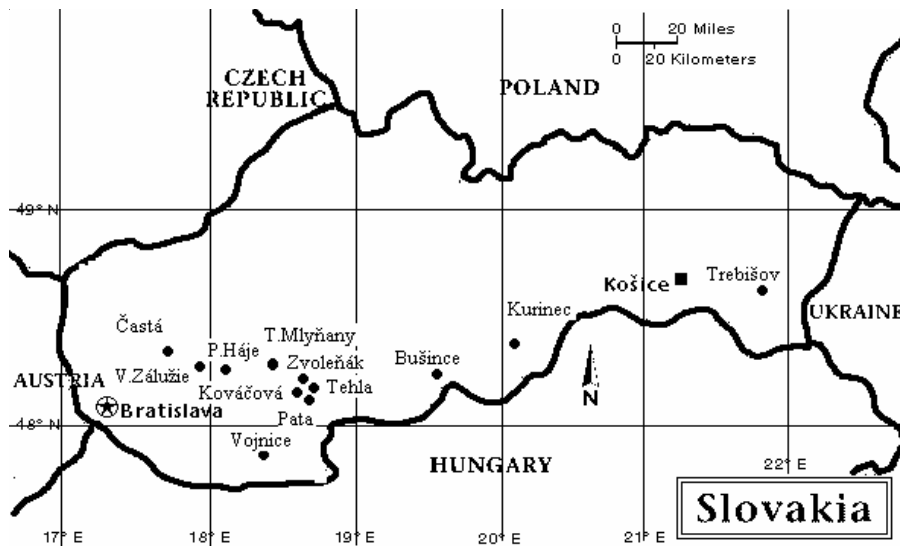 0 20 Miles
0 20 Kilometers
CZECH
REPUBLIC
POLAND
49° N
Košice
Trebišov
Kurinec
UKRAINE
Častá
P.Háje
T.Mlyňany
Zvoleňák
Bušince
AUSTRIA
V.Zálužie
Kováčová
Tehla
Bratislava
Pata
N
48° N
Vojnice
HUNGARY
22° E
Slovakia
17° E
18° E
19° E
20° E
21° E